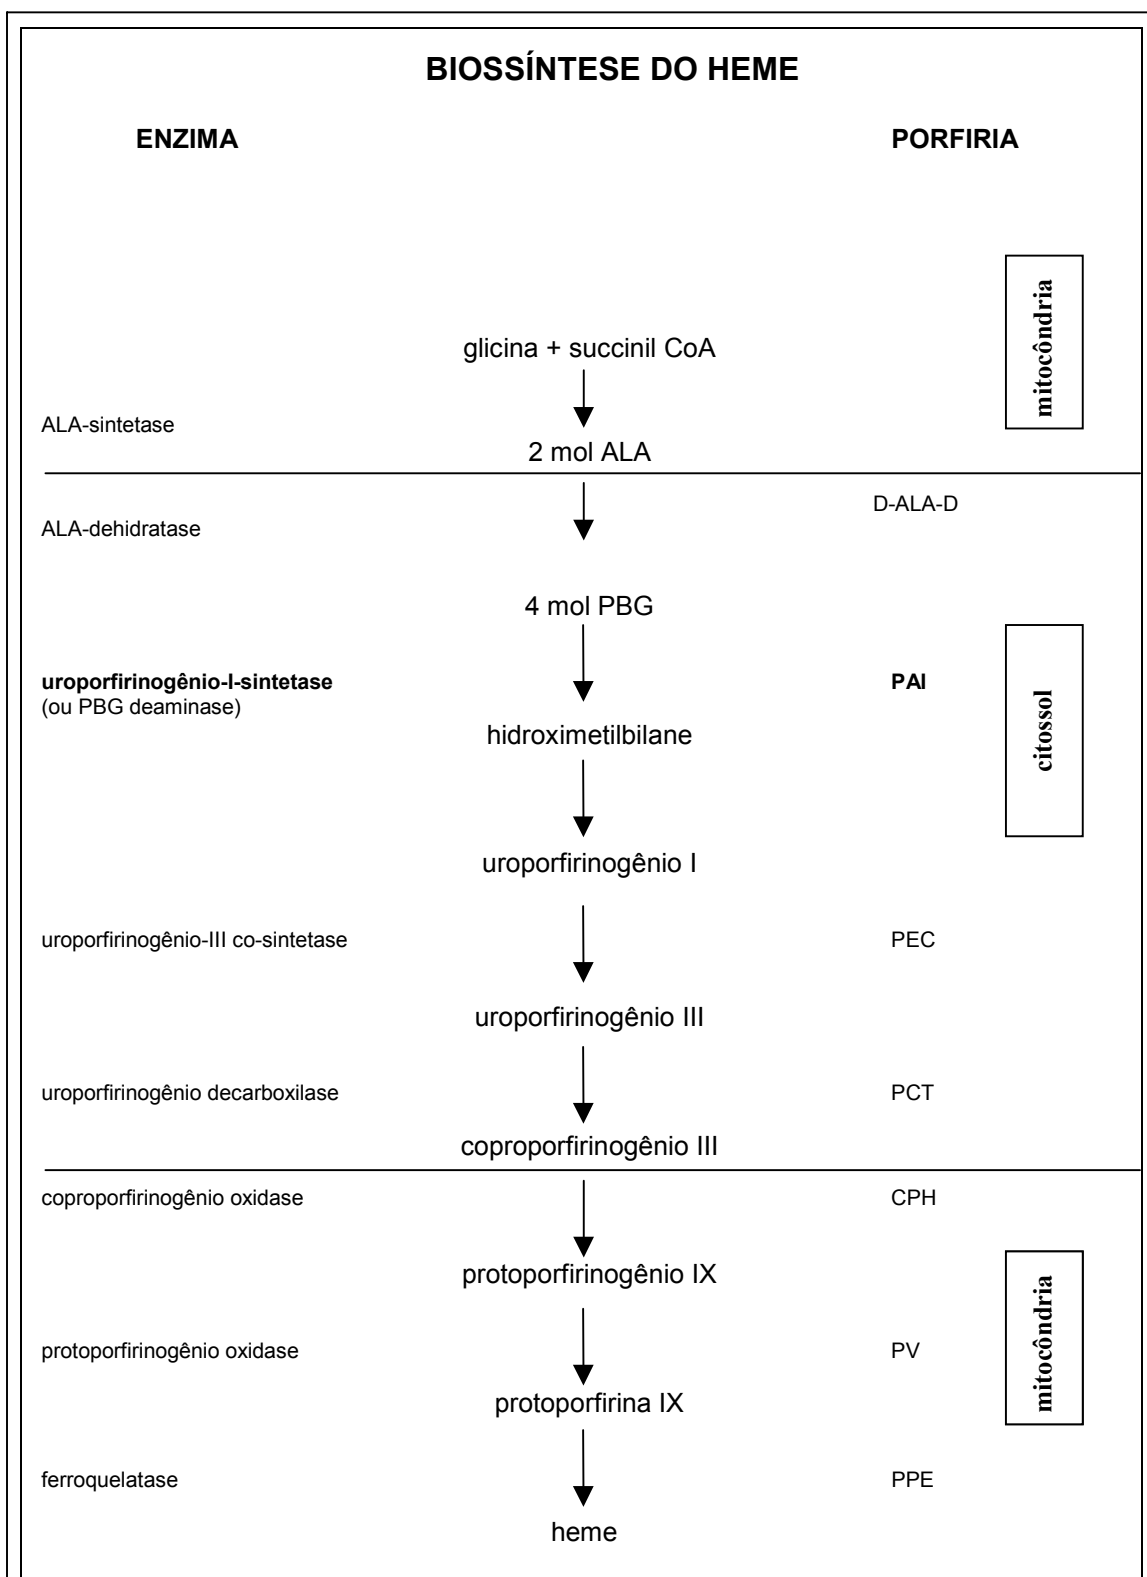 BIOSSÍNTESE DO HEME
ENZIMA PORFIRIA
mitocôndria
glicina + succinil CoA
ALA-sintetase
2 mol ALA
D-ALA-D
ALA-dehidratase
4 mol PBG
uroporfirinogênio-I-sintetase PAI
(ou PBG deaminase)
citossol
hidroximetilbilane
uroporfirinogênio I
uroporfirinogênio-III co-sintetase PEC
uroporfirinogênio III
uroporfirinogênio decarboxilase PCT
coproporfirinogênio III
coproporfirinogênio oxidase CPH
protoporfirinogênio IX
mitocôndria
protoporfirinogênio oxidase PV
protoporfirina IX
ferroquelatase PPE
heme